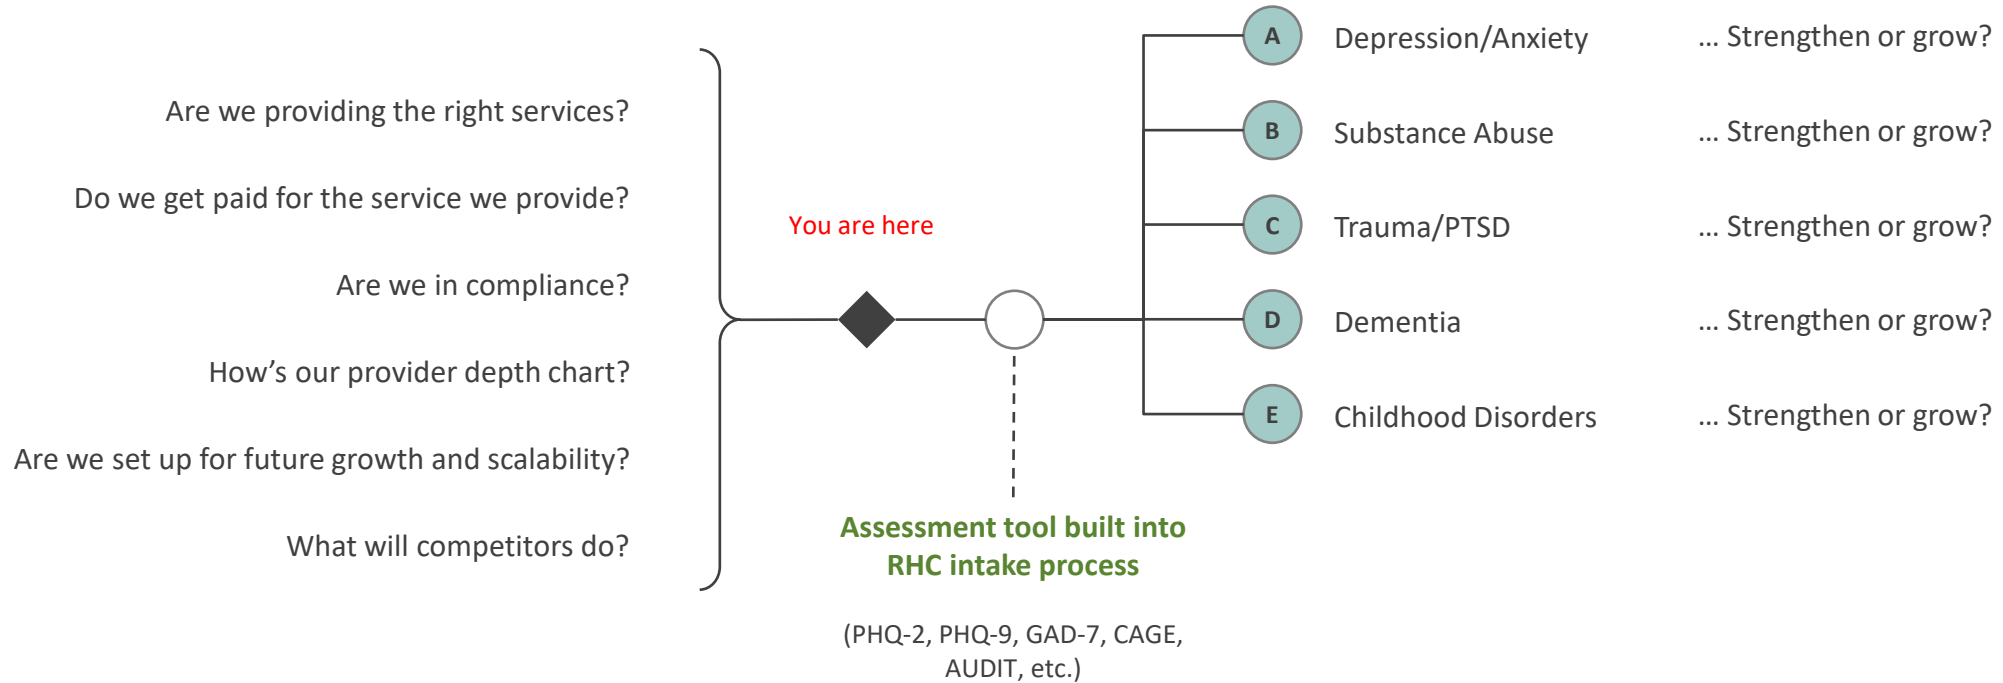 Are we providing the right services?
Do we get paid for the service we provide?
Are we in compliance?
How’s our provider depth chart?
Are we set up for future growth and scalability?
What will competitors do?
You are here
Assessment tool built into
RHC intake process
(PHQ-2, PHQ-9, GAD-7, CAGE,
AUDIT, etc.)
A Depression/Anxiety ... Strengthen or grow?
B Substance Abuse ... Strengthen or grow?
C Trauma/PTSD ... Strengthen or grow?
D Dementia ... Strengthen or grow?
E Childhood Disorders ... Strengthen or grow?